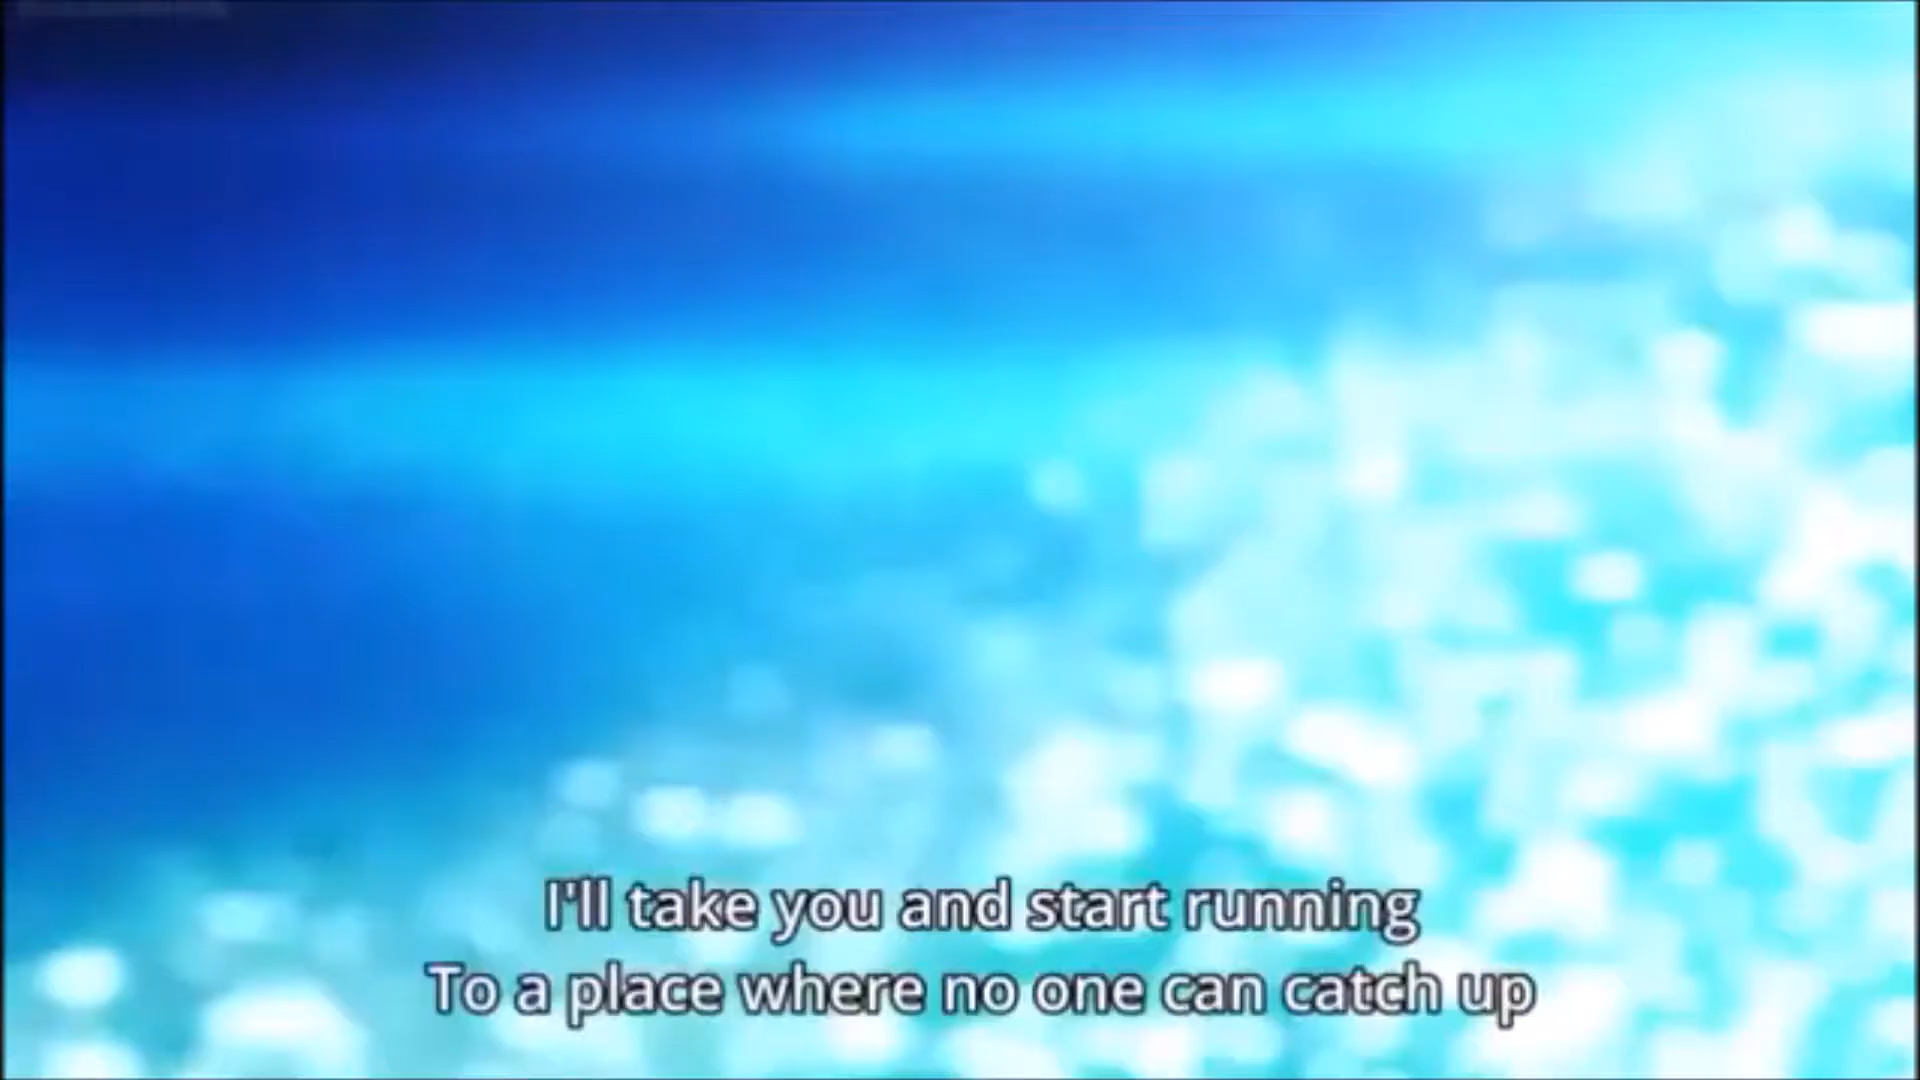 I'll take you and start running
To a place where no one can catch up